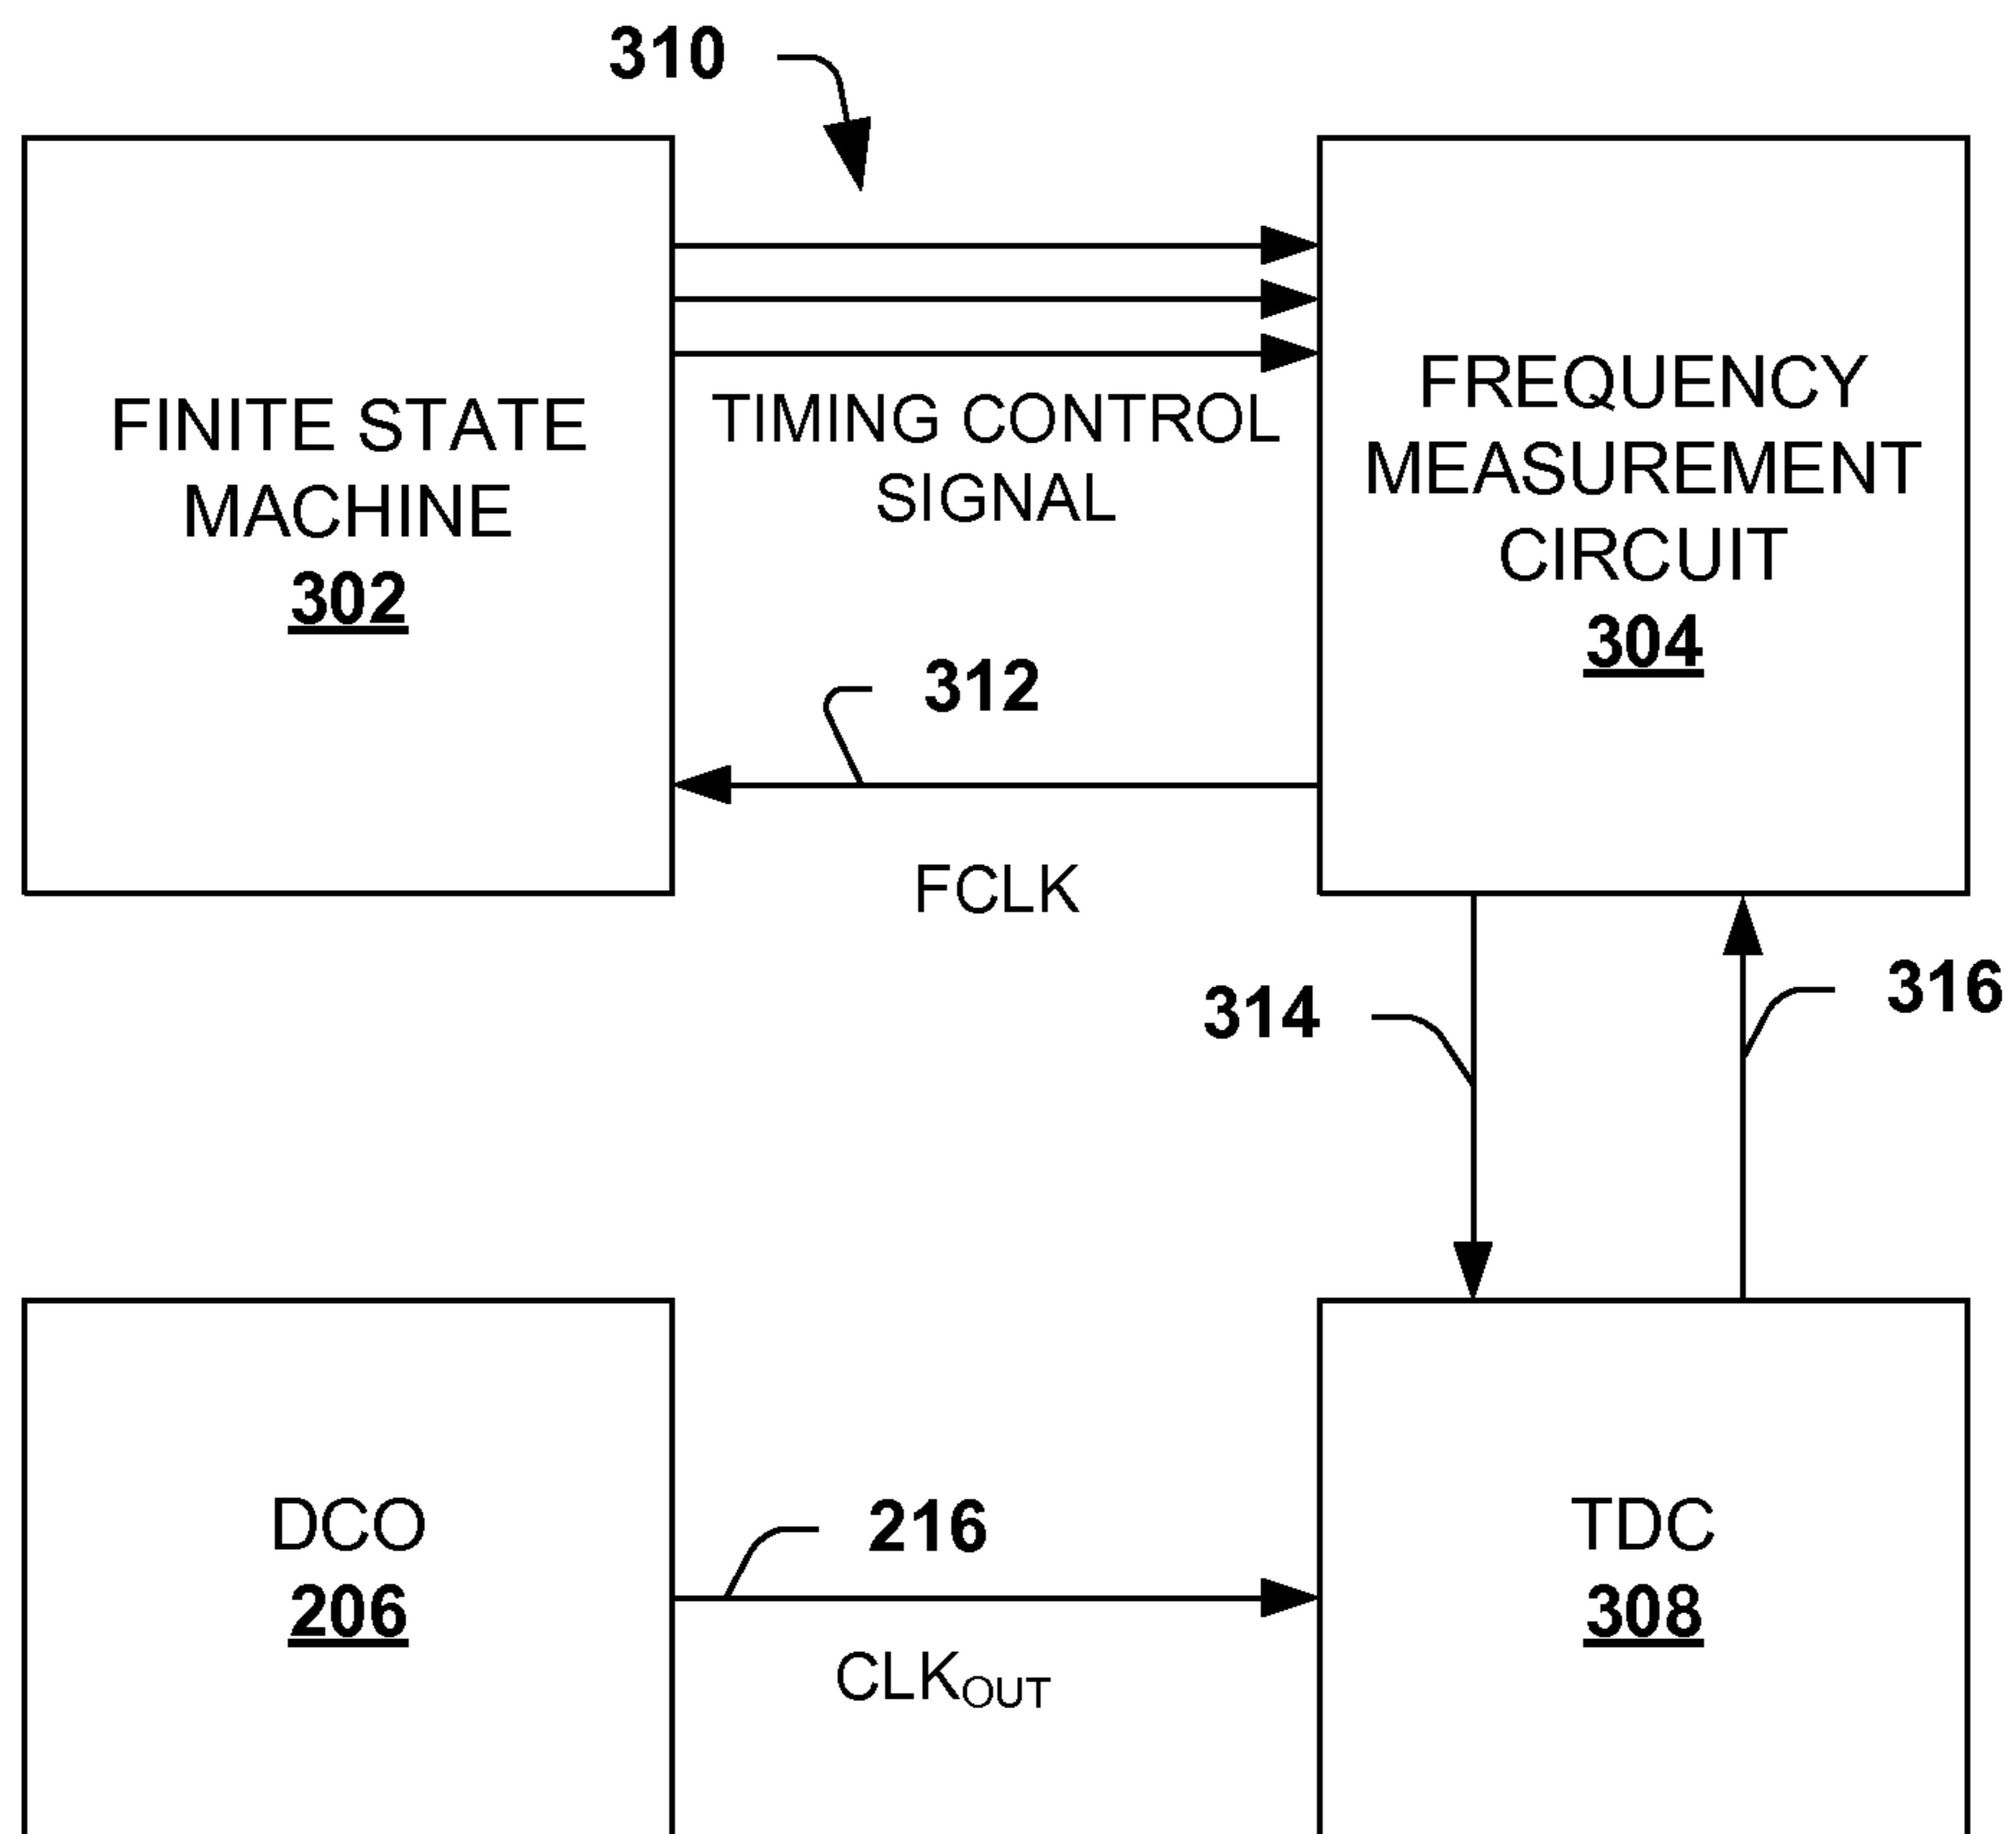 310
FINITE STATE
MACHINE
302
TIMING CONTROL
SIGNAL
FREQUENCY
MEASUREMENT
CIRCUIT
304
312
FCLK
314
316
DCO
206
216
CLKOUT
TDC
308